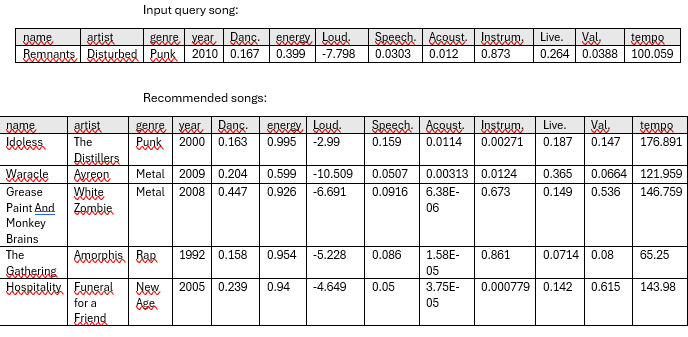 Input query song:
name artist genre year Danc. energy Loud. Speech. Acoust. Instrum. Live. Val. tempo
Remnants Disturbed Punk 2010 0.167 0.399 -7.798 0.0303 0.012 0.873 0.264 0.0388 100.059
Recommended songs:
name artist genre year Danc. energy Loud. Speech. Acoust. Instrum. Live. Val. tempo
Idoless The Punk 2000 0.163 0.995 -2.99 0.159 0.0114 0.00271 0.187 0.147 176.891
Distillers
Waracle Ayreon Metal 2009 0.204 0.599 -10.509 0.0507 0.00313 0.0124 0.365 0.0664 121.959
Grease White Metal 2008 0.447 0.926 -6.691 0.0916 6.38E- 0.673 0.149 0.536 146.759
Paint And Zombie 06
Monkey
Brains
The Amorphis Rap 1992 0.158 0.954 -5.228 0.086 1.58E- 0.861 0.0714 0.08 65.25
Gathering 05
Hospitality Funeral New 2005 0.239 0.94 -4.649 0.05 3.75E- 0.000779 0.142 0.615 143.98
for a Age 05
Friend